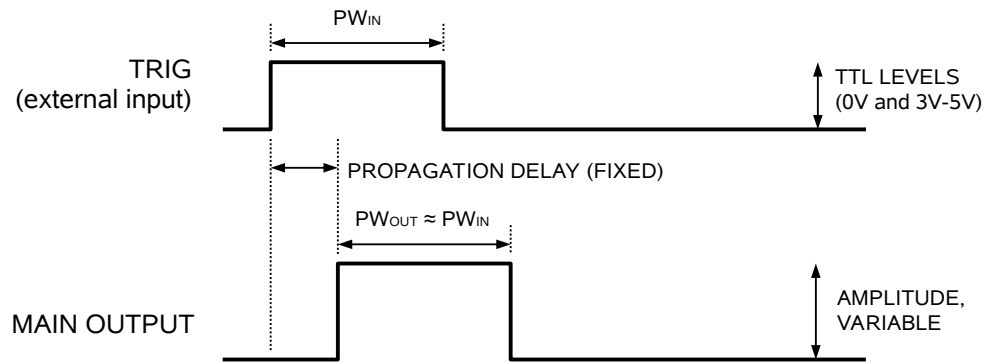 PWIN
TRIG
(external input)
TTL LEVELS
(0V and 3V-5V)
PROPAGATION DELAY (FIXED)
PWOUT ≈ PWIN
MAIN OUTPUT
AMPLITUDE,
VARIABLE